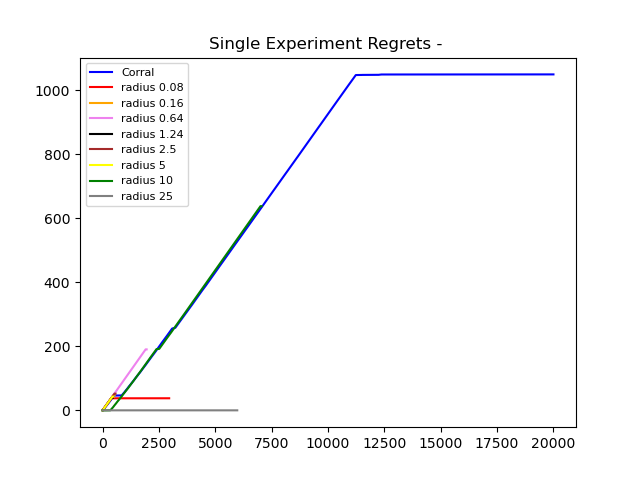 Single Experiment Regrets -
Corral
radius 0.08
radius 0.16
radius 0.64
radius 1.24
radius 2.5
radius 5
radius 10
radius 25
1000
800
600
400
200
0
0 2500 5000 7500 10000 12500 15000 17500 20000